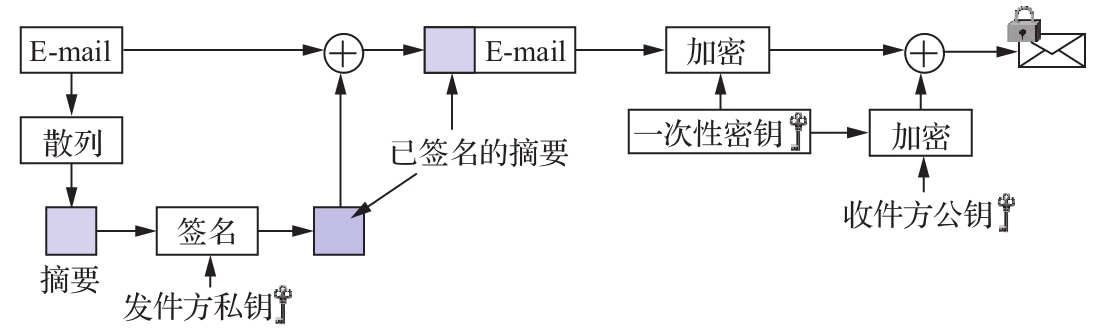 E-mail
E-mail
加密
散列
一次性密钥
加密
已签名的摘要
签名
收件方公钥
摘要
发件方私钥